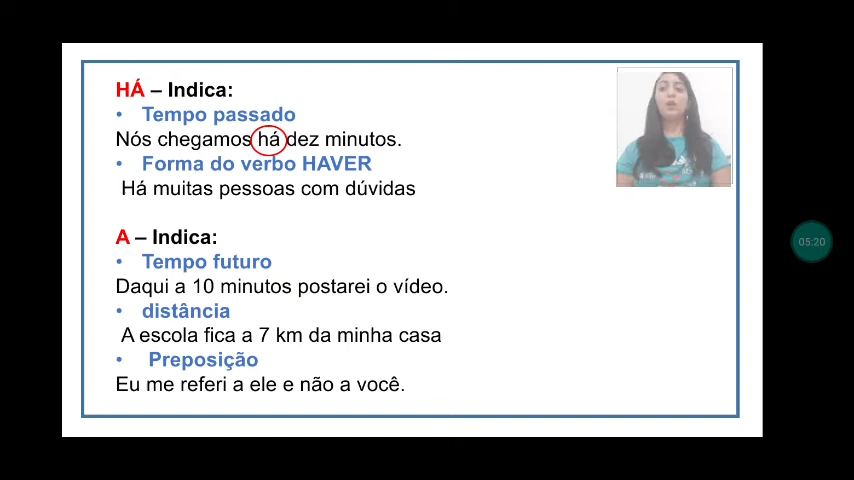 HÁ – Indica:
• Tempo passado
Nós chegamos há dez minutos.
• Forma do verbo HAVER
Há muitas pessoas com dúvidas
A – Indica:
• Tempo futuro
Daqui a 10 minutos postarei o vídeo.
• distância
A escola fica a 7 km da minha casa
• Preposição
Eu me referi a ele e não a você.
05:20